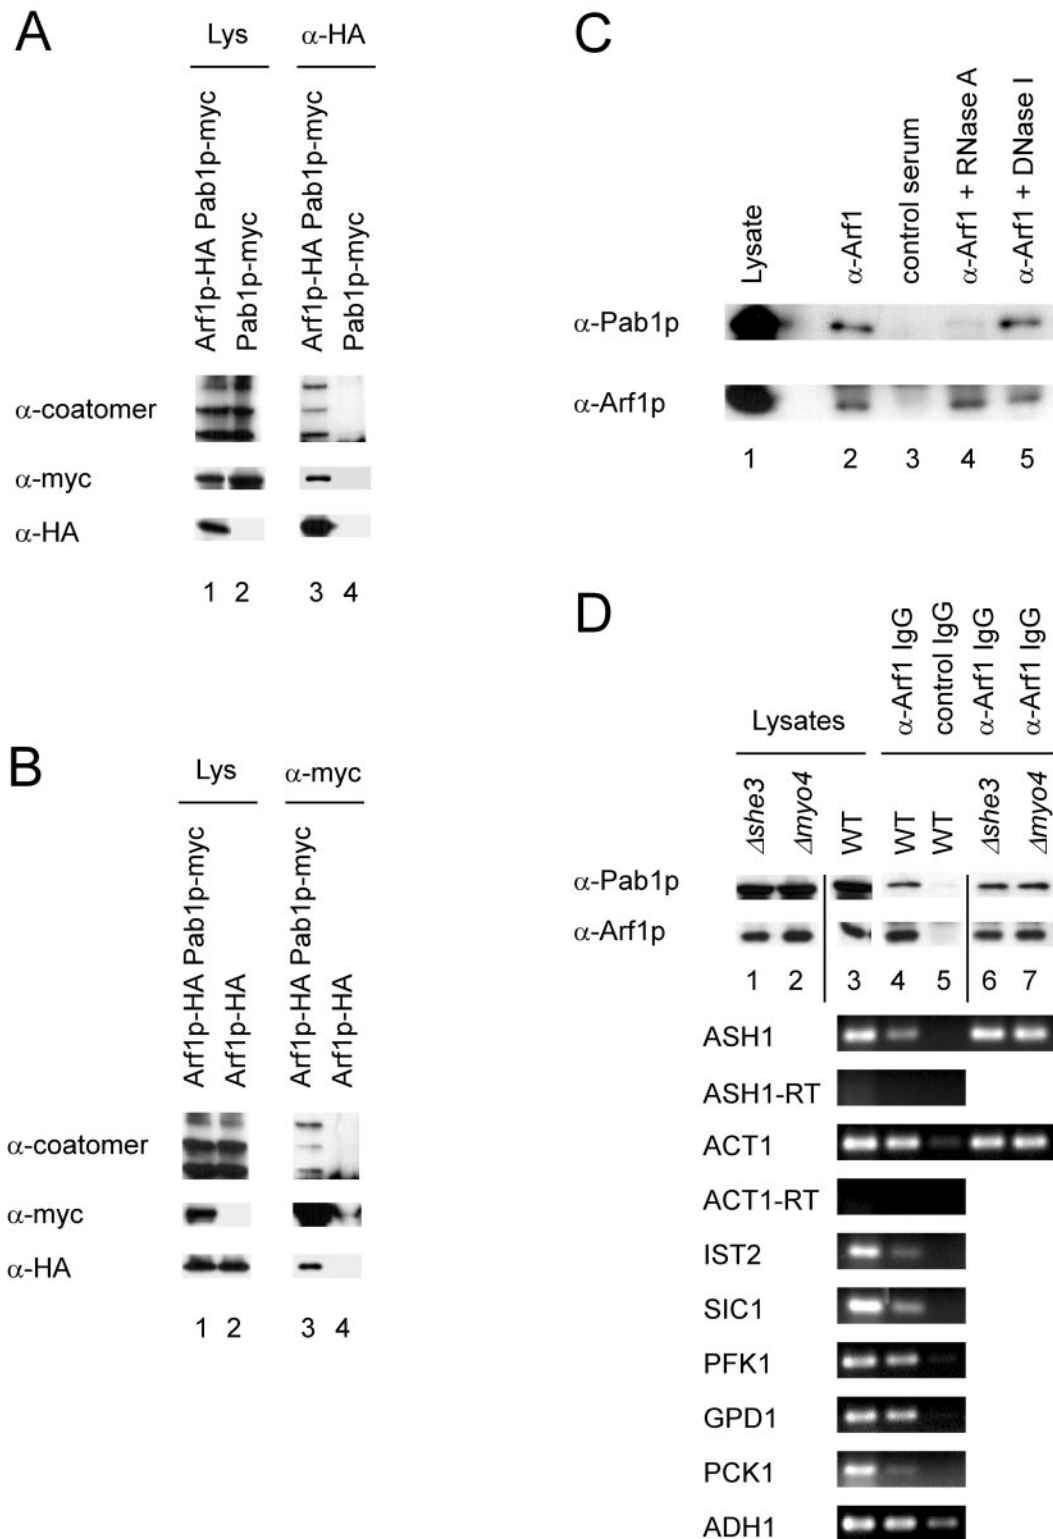 A
Lys α-HA
Arf1p-HA Pab1p-myc
Pab1p-myc
Arf1p-HA Pab1p-myc
Pab1p-myc
α-coatomer
α-myc
α-HA
1 2 3 4
B
Lys α-myc
Arf1p-HA Pab1p-myc
Arf1p-HA
Arf1p-HA Pab1p-myc
Arf1p-HA
α-coatomer
α-myc
α-HA
1 2 3 4
C
Lysate
α-Arf1
control serum
α-Arf1 + RNase A
α-Arf1 + DNase I
α-Pab1p
α-Arf1p
1 2 3 4 5
D
Lysates
α-Arf1 IgG
control IgG
α-Arf1 IgG
α-Arf1 IgG
Δshe3
Δmyo4
WT
WT
WT
Δshe3
Δmyo4
α-Pab1p
α-Arf1p
1 2 3 4 5 6 7
ASH1
ASH1-RT
ACT1
ACT1-RT
IST2
SIC1
PFK1
GPD1
PCK1
ADH1